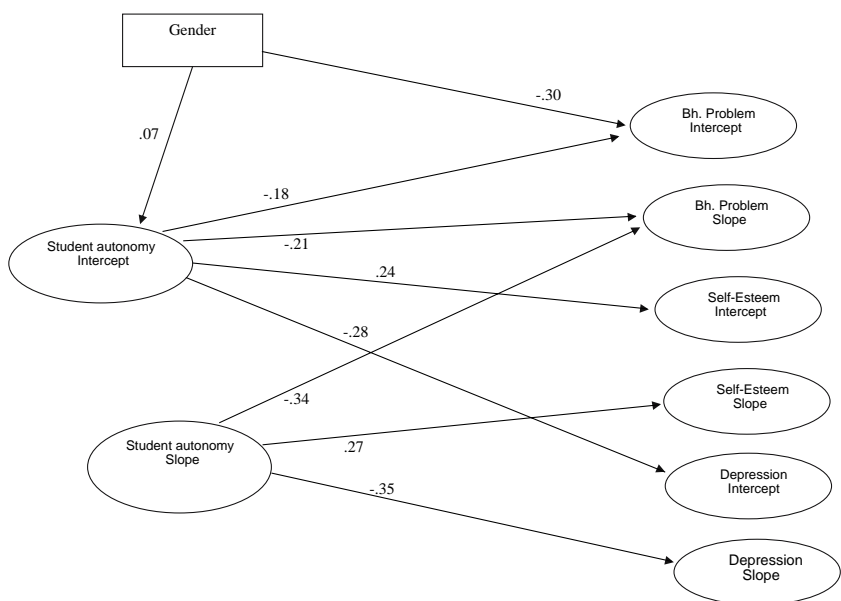 Gender
-.30
Bh. Problem
Intercept
.07
-.18
Bh. Problem
Slope
Student autonomy
Intercept
-.21
.24
Self-Esteem
Intercept
-.28
Self-Esteem
Slope
-.34
Student autonomy
Slope
.27
Depression
Intercept
-.35
Depression
Slope